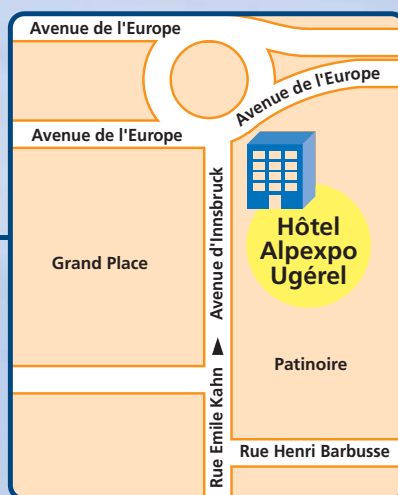 Avenue de l'Europe
Avenue de l'Europe
Avenue de l'Europe
Avenue d'Innsbruck
Hôtel
Alpexpo
Ugérel
Grand Place
Patinoire
Rue Emile Kahn
Rue Henri Barbusse